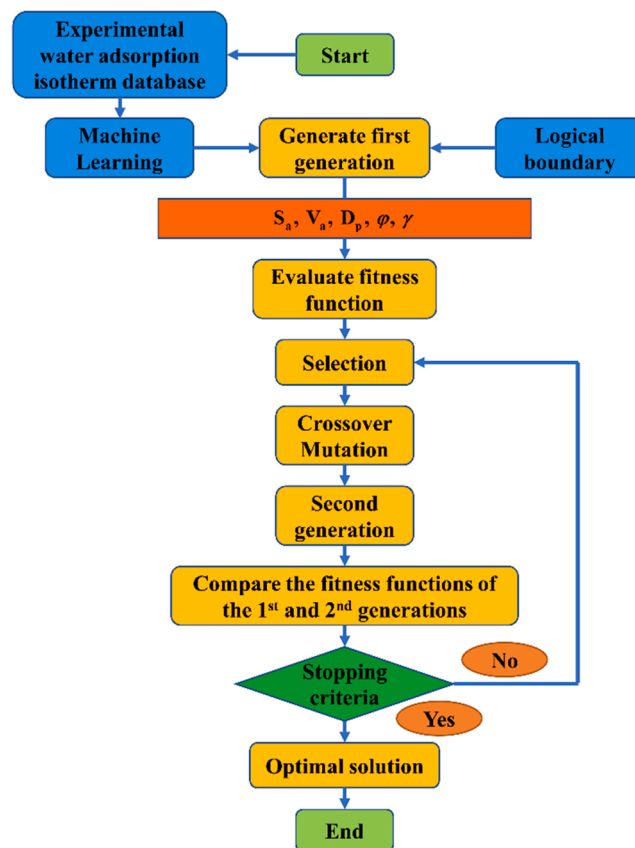 Experimental
water adsorption
isotherm database
Start
Machine
Learning
Generate first
generation
Logical
boundary
Sₐ, Vₐ, Dₚ, φ, γ
Evaluate fitness
function
Selection
Crossover
Mutation
Second
generation
Compare the fitness functions of
the 1ˢᵗ and 2ⁿᵈ generations
Stopping
criteria
No
Yes
Optimal solution
End